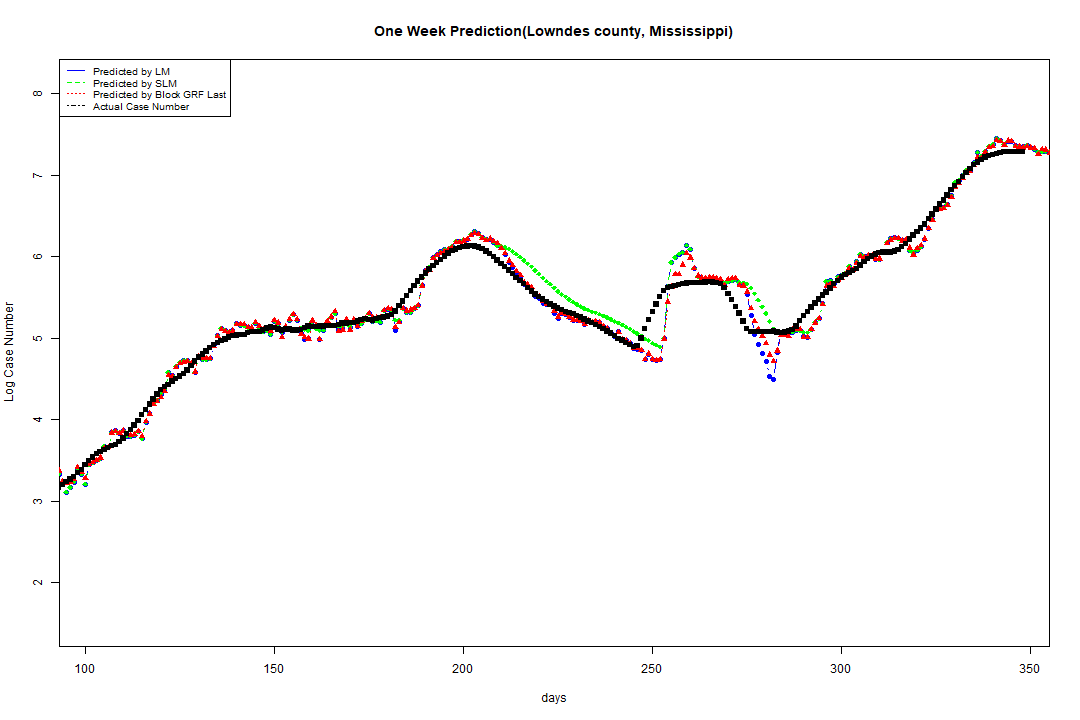 One Week Prediction(Lowndes county, Mississippi)
Predicted by LM
Predicted by SLM
Predicted by Block GRF Last
Actual Case Number
8
7
6
5
4
3
2
Log Case Number
100 150 200 250 300 350
days